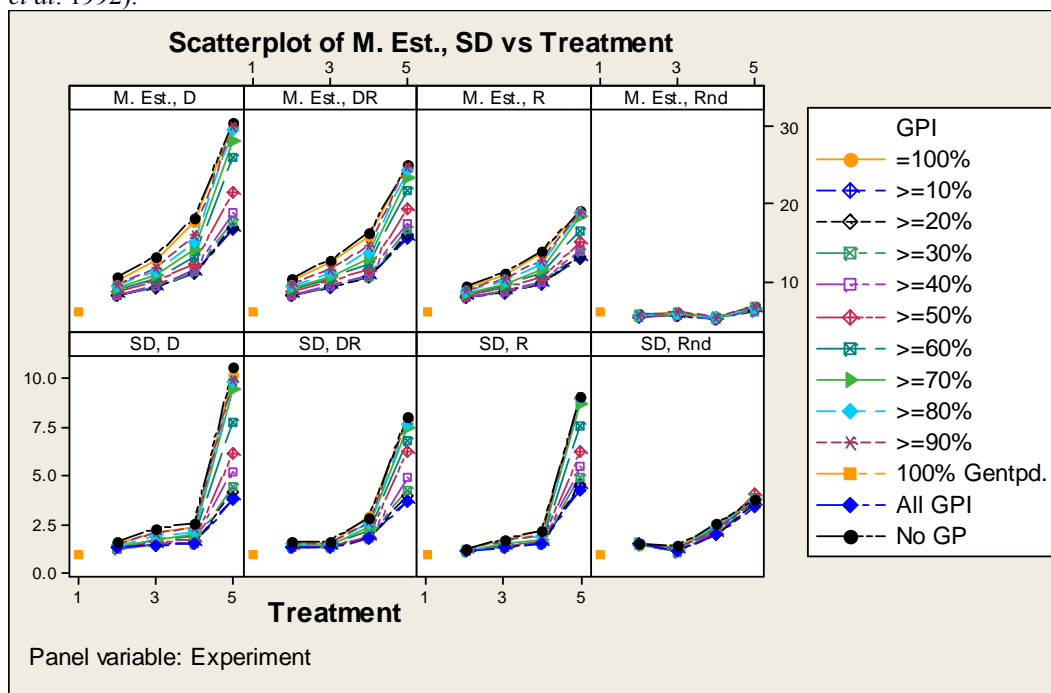 et al. 1992).
Scatterplot of M. Est., SD vs Treatment
1 3 5 1 3 5
M. Est., D M. Est., DR M. Est., R M. Est., Rnd
30
20
10
SD, D SD, DR SD, R SD, Rnd
10.0
7.5
5.0
2.5
0.0
1 3 5 1 3 5
Treatment
Panel variable: Experiment
GPI
=100%
>=10%
>=20%
>=30%
>=40%
>=50%
>=60%
>=70%
>=80%
>=90%
100% Gentpd.
All GPI
No GP